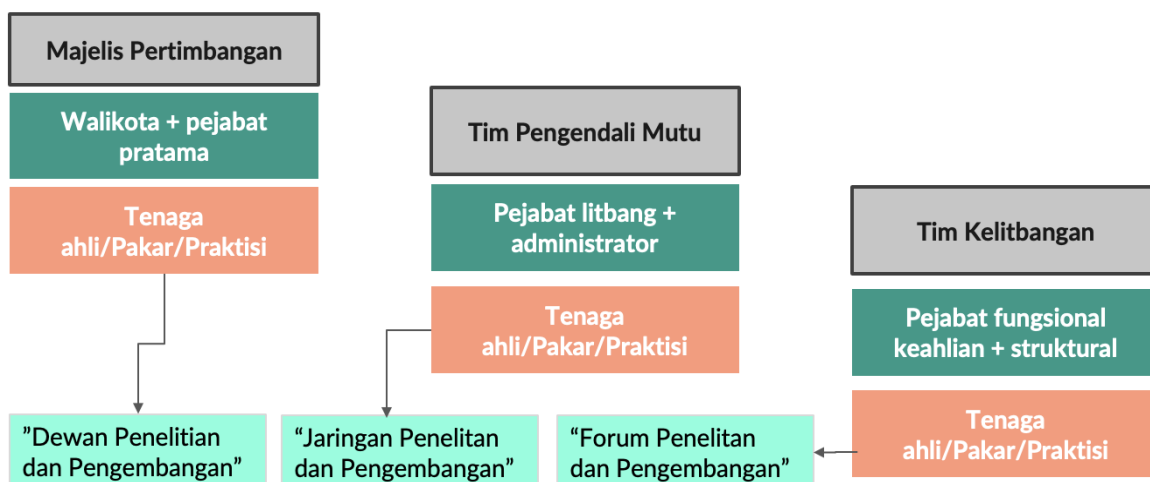 Majelis Pertimbangan
Walikota + pejabat
pratama
Tenaga
ahli/Pakar/Praktisi
"Dewan Penelitian
dan Pengembangan"
Tim Pengendali Mutu
Pejabat litbang +
administrator
Tenaga
ahli/Pakar/Praktisi
“Jaringan Penelitan
dan Pengembangan”
Tim Kelitbangan
Pejabat fungsional
keahlian + struktural
Tenaga
ahli/Pakar/Praktisi
“Forum Penelitan
dan Pengembangan”